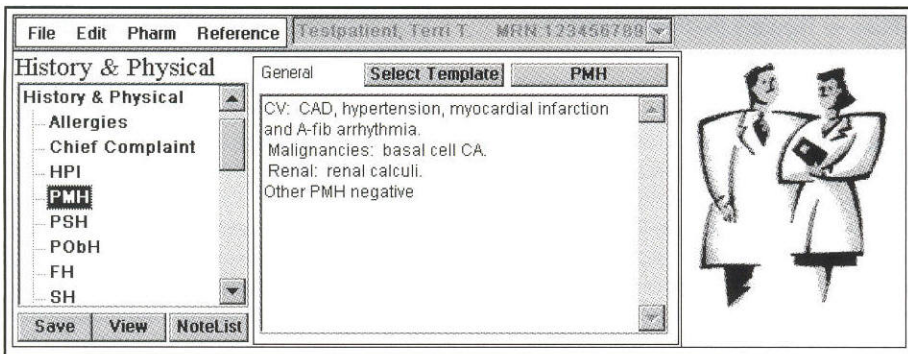 File Edit Pharm Reference Testpatient, Terri T. MRN:123456789
History & Physical
General Select Template PMH
History & Physical
Allergies
Chief Complaint
HPI
PMH
PSH
PObH
FH
SH
CV: CAD, hypertension, myocardial infarction
and A-fib arrhythmia.
Malignancies: basal cell CA.
Renal: renal calculi.
Other PMH negative
Save View NoteList